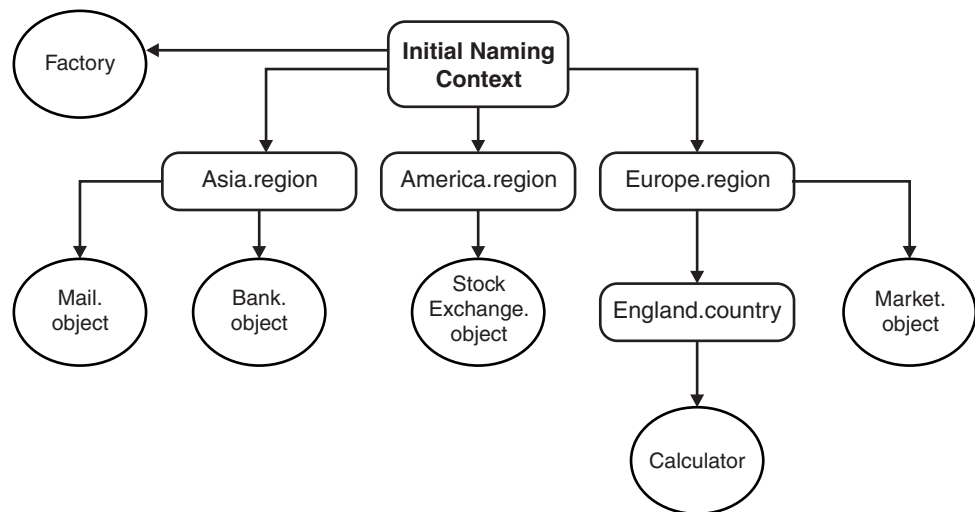 Factory
Initial Naming
Context
Asia.region
America.region
Europe.region
Mail.
object
Bank.
object
Stock
Exchange.
object
England.country
Market.
object
Calculator